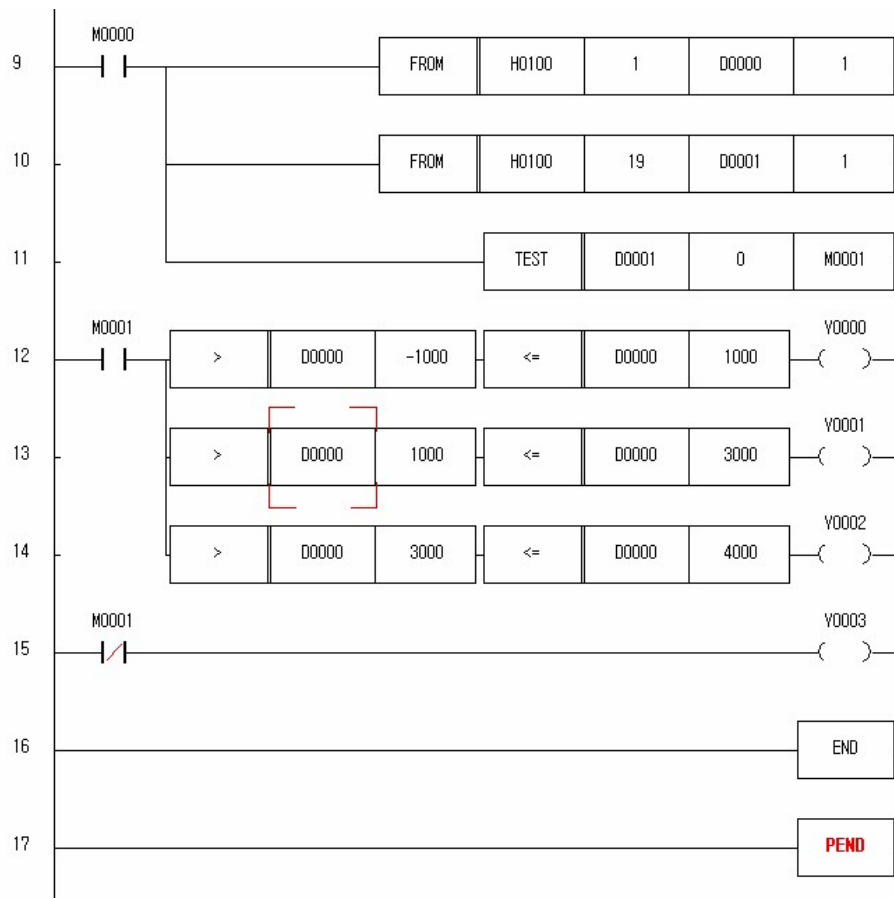 M0000
9 FROM H0100 1 D0000 1
10 FROM H0100 19 D0001 1
11 TEST D0001 0 M0001
M0001 Y0000
12 > D0000 -1000 <= D0000 1000
Y0001
13 > D0000 1000 <= D0000 3000
Y0002
14 > D0000 3000 <= D0000 4000
M0001 Y0003
15
16 END
17 PEND